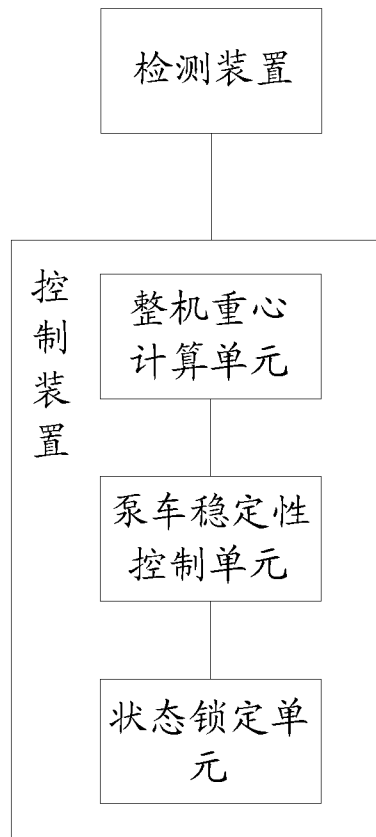 检测装置
控
制
装
置
整机重心
计算单元
泵车稳定性
控制单元
状态锁定单
元